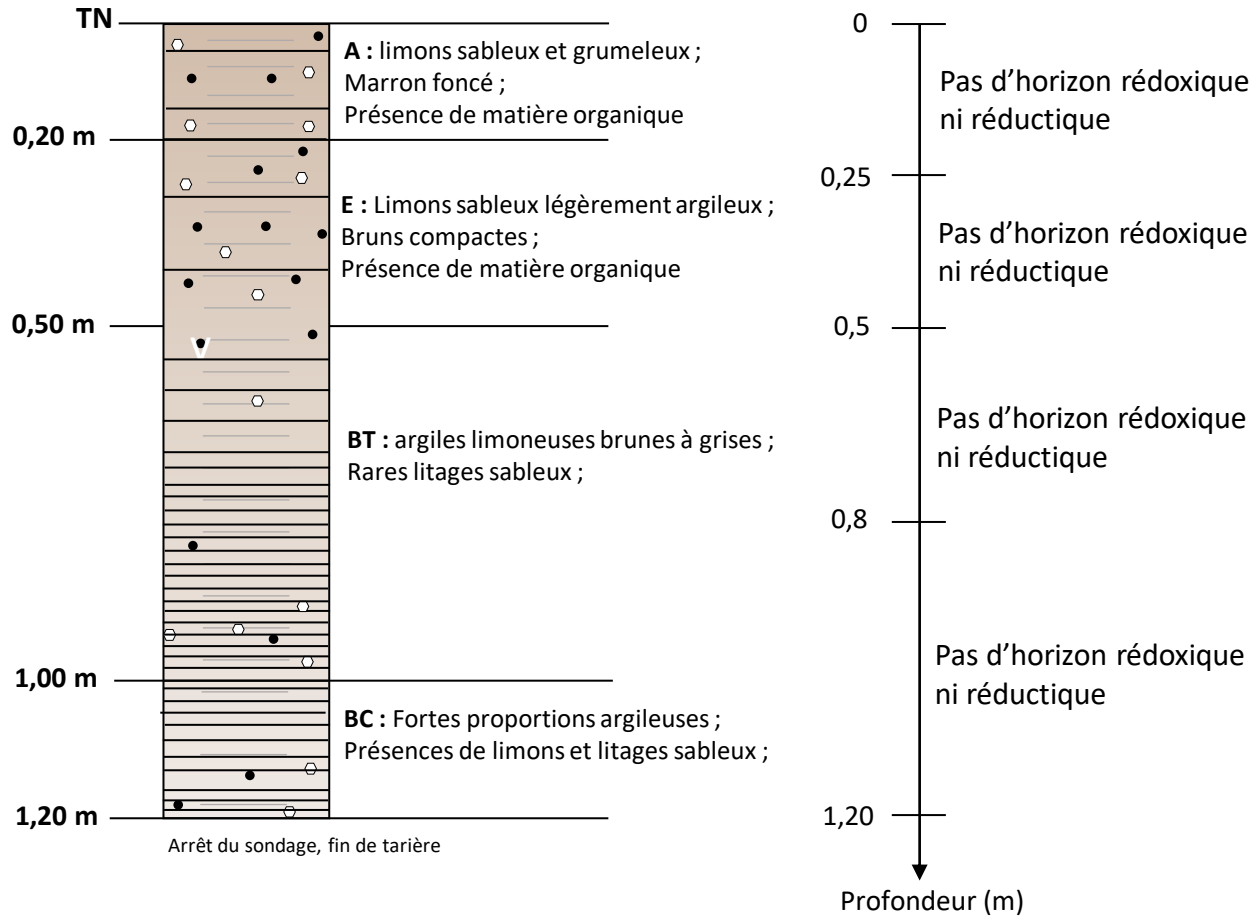 TN
A : limons sableux et grumeleux ;
Marron foncé ;
Présence de matière organique
0,20 m
E : Limons sableux légèrement argileux ;
Bruns compactes ;
Présence de matière organique
0,50 m
V
BT : argiles limoneuses brunes à grises ;
Rares litages sableux ;
1,00 m
BC : Fortes proportions argileuses ;
Présences de limons et litages sableux ;
1,20 m
Arrêt du sondage, fin de tarière
0
Pas d’horizon rédoxique
ni réductique
0,25
Pas d’horizon rédoxique
ni réductique
0,5
Pas d’horizon rédoxique
ni réductique
0,8
Pas d’horizon rédoxique
ni réductique
1,20
Profondeur (m)